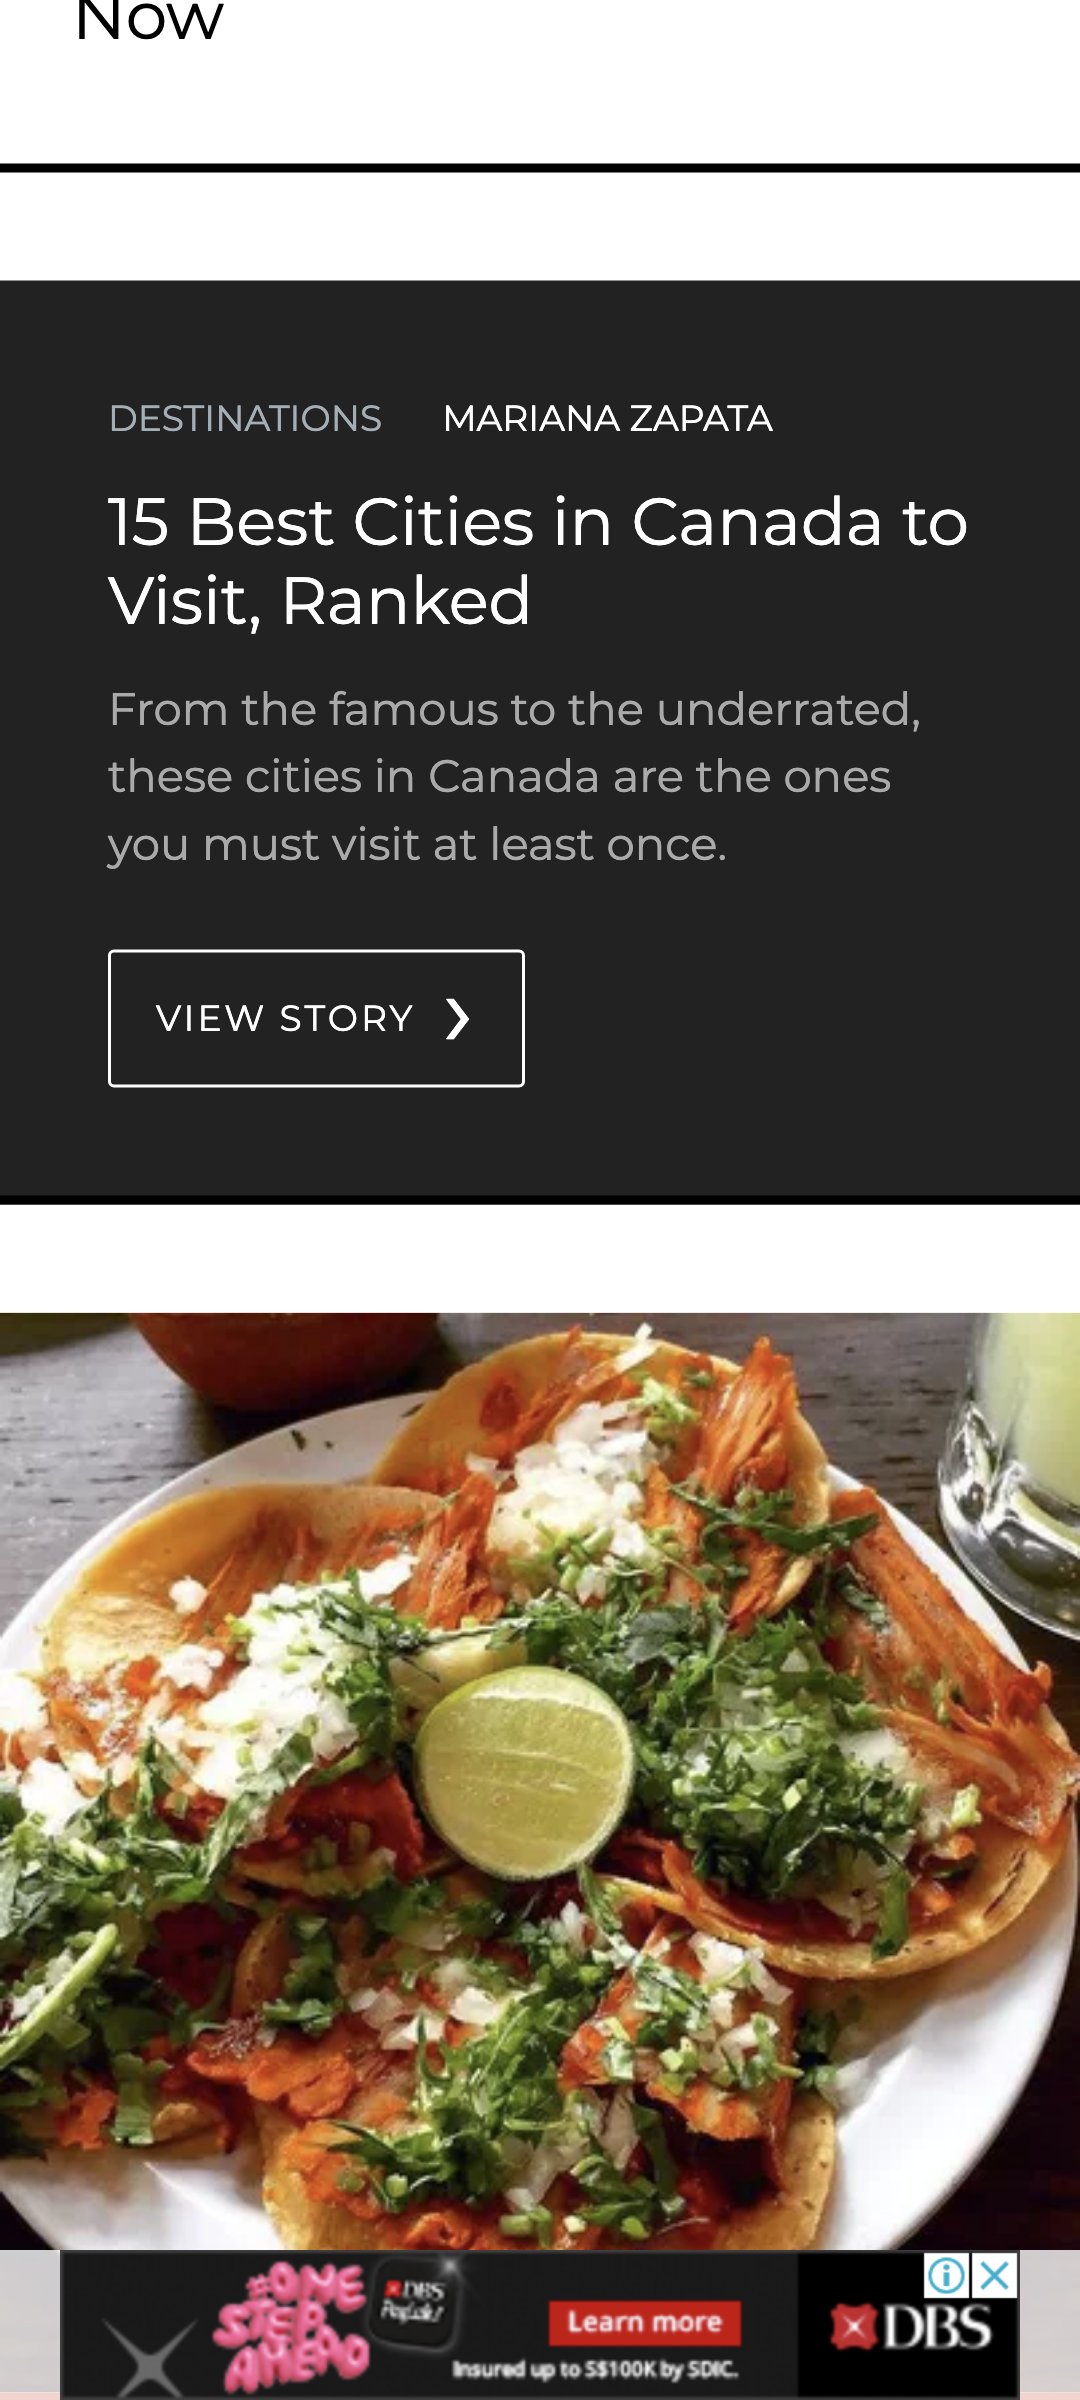 Now
DESTINATIONS MARIANA ZAPATA
15 Best Cities in Canada to
Visit, Ranked
From the famous to the underrated,
these cities in Canada are the ones
you must visit at least once.
VIEW STORY
#ONE
STEP
AHEAD
DBS
PayLah!
Learn more
Insured up to S$100K by SDIC.
DBS